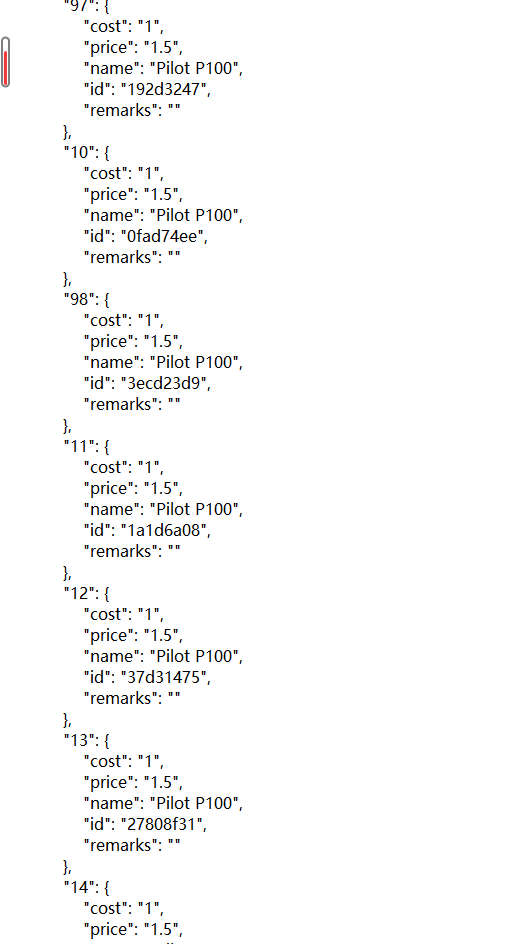 "97": {
"cost": "1",
"price": "1.5",
"name": "Pilot P100",
"id": "192d3247",
"remarks": ""
},
"10": {
"cost": "1",
"price": "1.5",
"name": "Pilot P100",
"id": "0fad74ee",
"remarks": ""
},
"98": {
"cost": "1",
"price": "1.5",
"name": "Pilot P100",
"id": "3ecd23d9",
"remarks": ""
},
"11": {
"cost": "1",
"price": "1.5",
"name": "Pilot P100",
"id": "1a1d6a08",
"remarks": ""
},
"12": {
"cost": "1",
"price": "1.5",
"name": "Pilot P100",
"id": "37d31475",
"remarks": ""
},
"13": {
"cost": "1",
"price": "1.5",
"name": "Pilot P100",
"id": "27808f31",
"remarks": ""
},
"14": {
"cost": "1",
"price": "1.5",